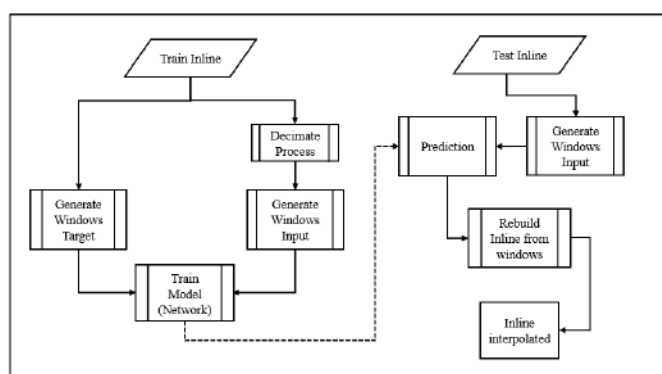 Train Inline
Decimate
Process
Generate
Windows
Target
Generate
Windows
Input
Train
Model
(Network)
Test Inline
Prediction
Generate
Windows
Input
Rebuild
Inline from
windows
Inline
interpolated